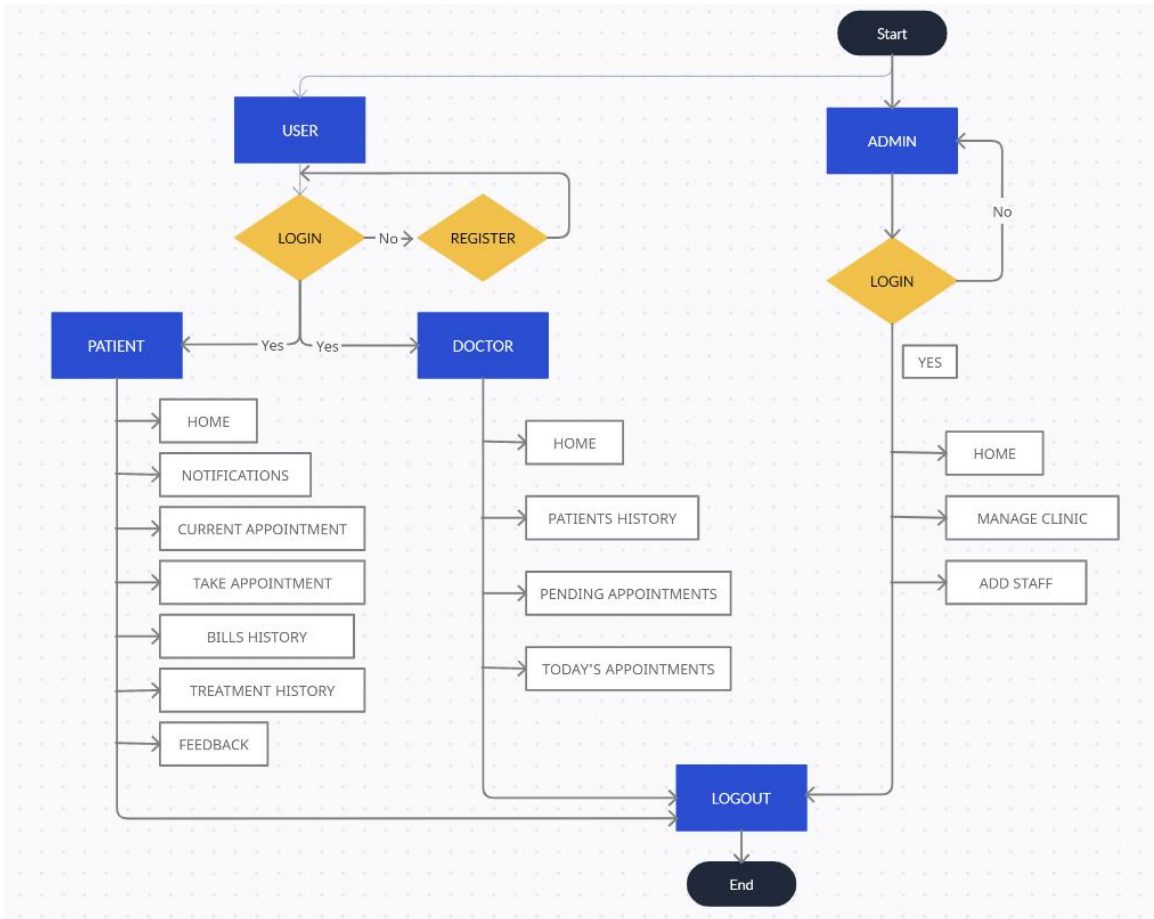 Start
USER
ADMIN
No
LOGIN
No
REGISTER
LOGIN
PATIENT
Yes
Yes
DOCTOR
YES
HOME
NOTIFICATIONS
CURRENT APPOINTMENT
TAKE APPOINTMENT
BILLS HISTORY
TREATMENT HISTORY
FEEDBACK
HOME
PATIENTS HISTORY
PENDING APPOINTMENTS
TODAY'S APPOINTMENTS
HOME
MANAGE CLINIC
ADD STAFF
LOGOUT
End